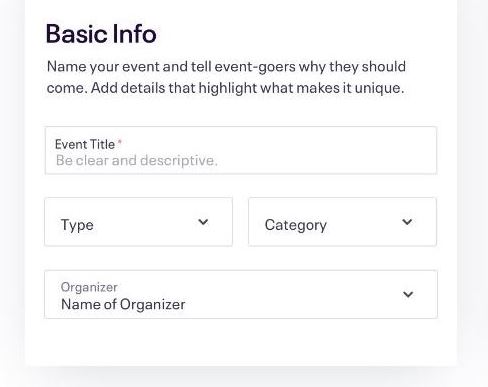 Basic Info
Name your event and tell event-goers why they should
come. Add details that highlight what makes it unique.
Event Title *
Be clear and descriptive.
Type
Category
Organizer
Name of Organizer